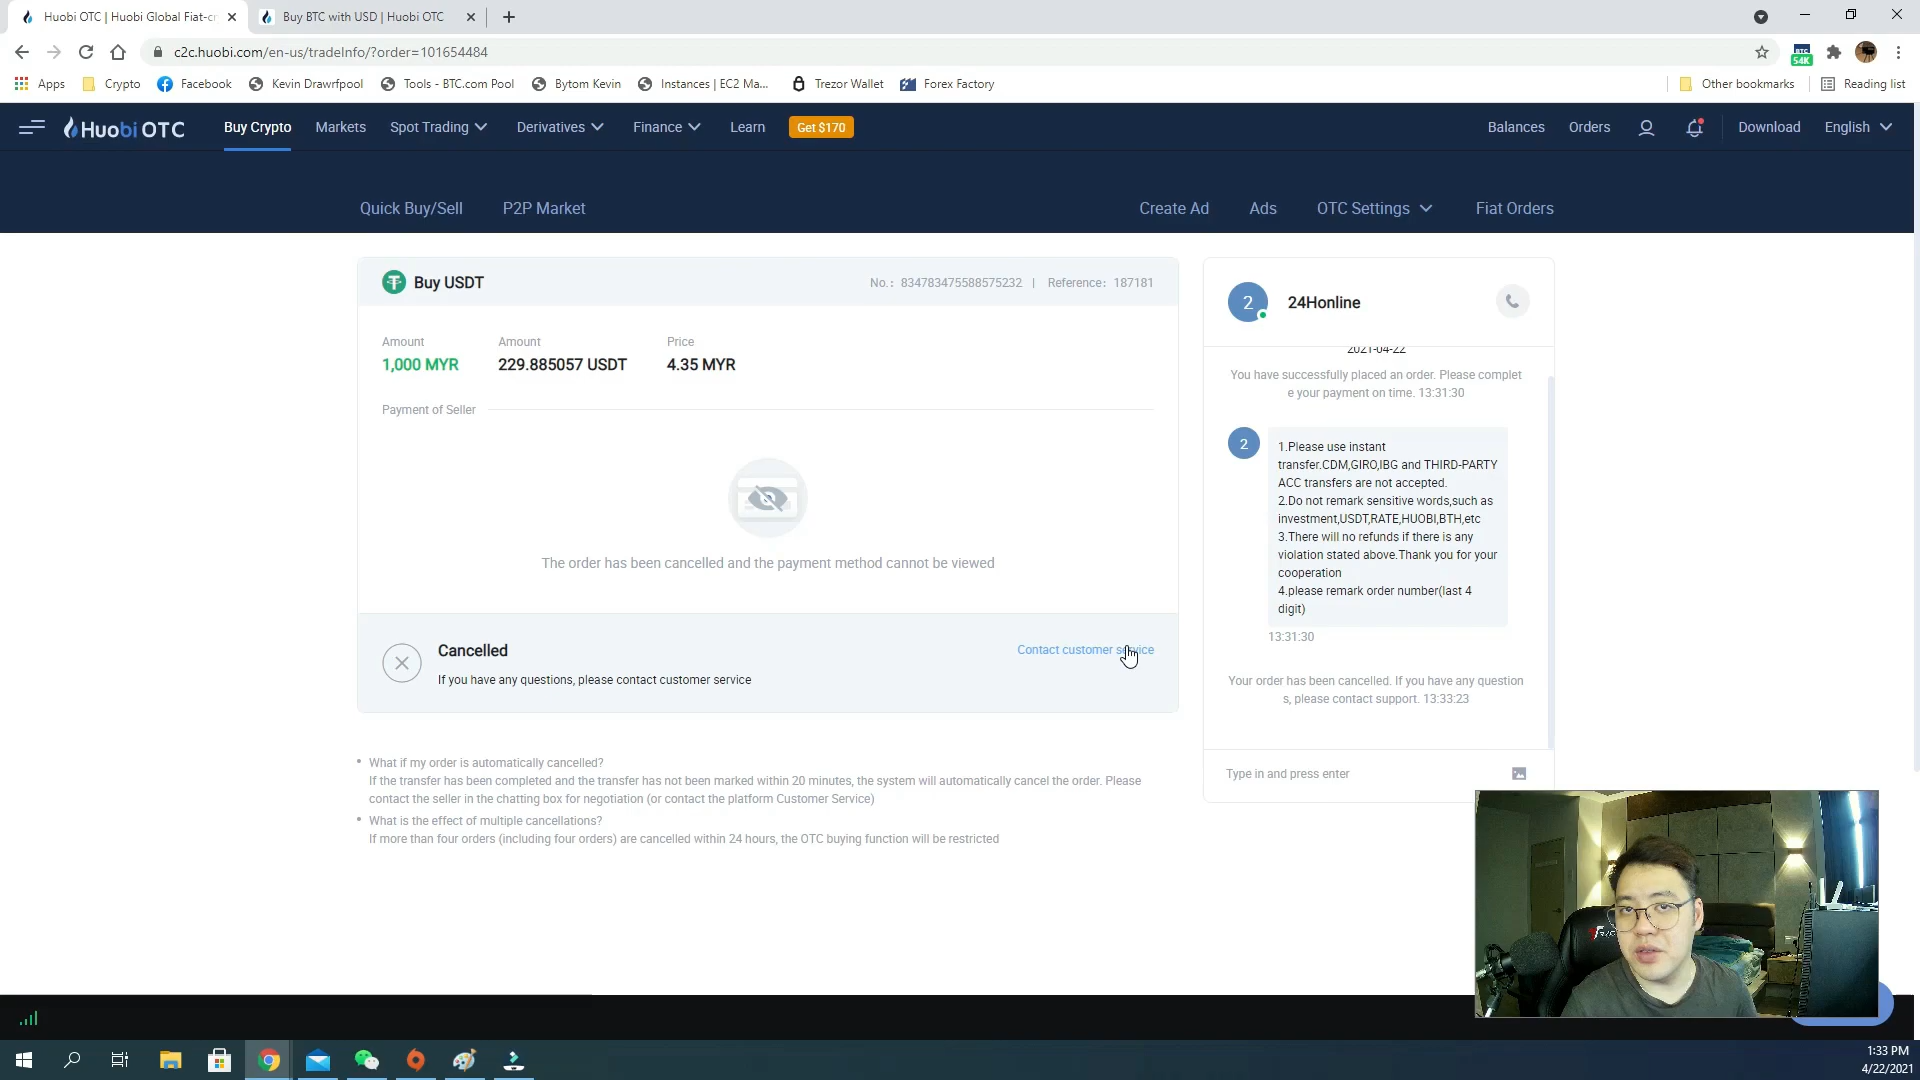 Huobi OTC | Huobi Global Fiat-cr
Buy BTC with USD | Huobi OTC
c2c.huobi.com/en-us/tradeInfo/?order=101654484
54K
Apps
Crypto
Facebook
Kevin Drawrfpool
Tools - BTC.com Pool
Bytom Kevin
Instances | EC2 Ma...
Trezor Wallet
Forex Factory
Other bookmarks
Reading list
Huobi OTC
Buy Crypto
Markets
Spot Trading
Derivatives
Finance
Learn
Get $170
Balances
Orders
Download
English
Quick Buy/Sell
P2P Market
Create Ad
Ads
OTC Settings
Fiat Orders
Buy USDT
No.: 834783475588575232 | Reference: 187181
Amount
1,000 MYR
Amount
229.885057 USDT
Price
4.35 MYR
Payment of Seller
The order has been cancelled and the payment method cannot be viewed
Cancelled
If you have any questions, please contact customer service
Contact customer service
What if my order is automatically cancelled?
If the transfer has been completed and the transfer has not been marked within 20 minutes, the system will automatically cancel the order. Please
contact the seller in the chatting box for negotiation (or contact the platform Customer Service)
What is the effect of multiple cancellations?
If more than four orders (including four orders) are cancelled within 24 hours, the OTC buying function will be restricted
2
24Honline
2021-04-22
You have successfully placed an order. Please complet
e your payment on time. 13:31:30
2
1.Please use instant
transfer.CDM,GIRO,IBG and THIRD-PARTY
ACC transfers are not accepted.
2.Do not remark sensitive words,such as
investment,USDT,RATE,HUOBI,BTH,etc
3.There will no refunds if there is any
violation stated above.Thank you for your
cooperation
4.please remark order number(last 4
digit)
13:31:30
Your order has been cancelled. If you have any question
s, please contact support. 13:33:23
Type in and press enter
1:33 PM
4/22/2021